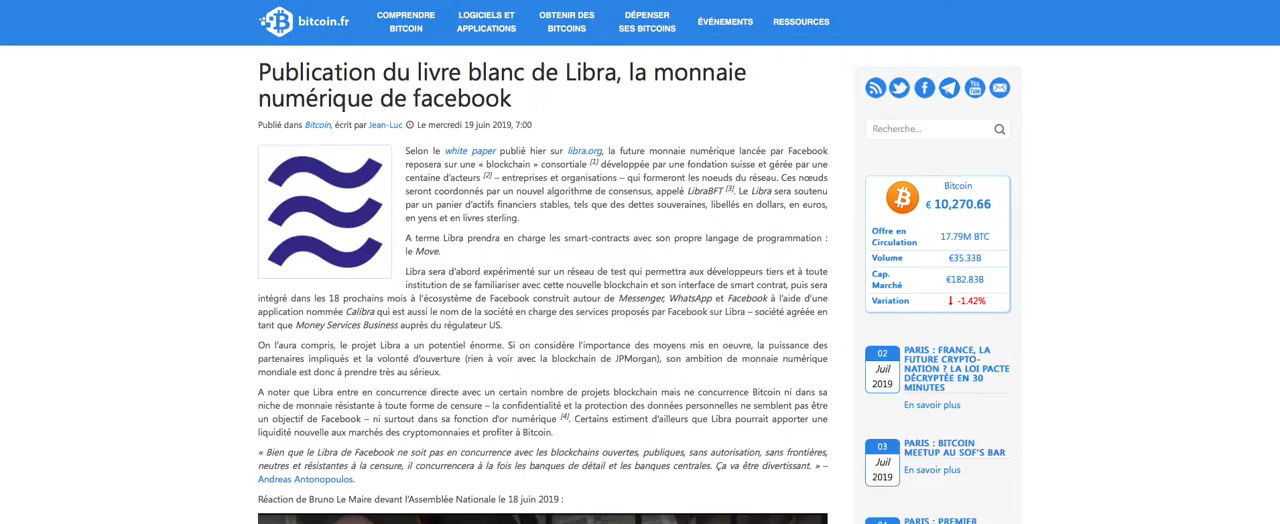 bitcoin.fr
COMPRENDRE
BITCOIN
LOGICIELS ET
APPLICATIONS
OBTENIR DES
BITCOINS
DÉPENSER
SES BITCOINS
ÉVÉNEMENTS
RESSOURCES
Publication du livre blanc de Libra, la monnaie
numérique de facebook
Publié dans Bitcoin, écrit par Jean-Luc Le mercredi 19 juin 2019, 7:00
Selon le white paper publié hier sur libra.org, la future monnaie numérique lancée par Facebook
reposera sur une « blockchain » consortiale [1] développée par une fondation suisse et gérée par une
centaine d'acteurs [2] – entreprises et organisations – qui formeront les noeuds du réseau. Ces nœuds
seront coordonnés par un nouvel algorithme de consensus, appelé LibraBFT [3]. Le Libra sera soutenu
par un panier d'actifs financiers stables, tels que des dettes souveraines, libellés en dollars, en euros,
en yens et en livres sterling.
A terme Libra prendra en charge les smart-contracts avec son propre langage de programmation :
le Move.
Libra sera d'abord expérimenté sur un réseau de test qui permettra aux développeurs tiers et à toute
institution de se familiariser avec cette nouvelle blockchain et son interface de smart contrat, puis sera
intégré dans les 18 prochains mois à l'écosystème de Facebook construit autour de Messenger, WhatsApp et Facebook à l'aide d'une
application nommée Calibra qui est aussi le nom de la société en charge des services proposés par Facebook sur Libra – société agréée en
tant que Money Services Business auprès du régulateur US.
On l'aura compris, le projet Libra a un potentiel énorme. Si on considère l'importance des moyens mis en oeuvre, la puissance des
partenaires impliqués et la volonté d'ouverture (rien à voir avec la blockchain de JPMorgan), son ambition de monnaie numérique
mondiale est donc à prendre très au sérieux.
A noter que Libra entre en concurrence directe avec un certain nombre de projets blockchain mais ne concurrence Bitcoin ni dans sa
niche de monnaie résistante à toute forme de censure – la confidentialité et la protection des données personnelles ne semblent pas être
un objectif de Facebook – ni surtout dans sa fonction d'or numérique [4]. Certains estiment d'ailleurs que Libra pourrait apporter une
liquidité nouvelle aux marchés des cryptomonnaies et profiter à Bitcoin.
« Bien que le Libra de Facebook ne soit pas en concurrence avec les blockchains ouvertes, publiques, sans autorisation, sans frontières,
neutres et résistantes à la censure, il concurrencera à la fois les banques de détail et les banques centrales. Ça va être divertissant. » –
Andreas Antonopoulos.
Réaction de Bruno Le Maire devant l'Assemblée Nationale le 18 juin 2019 :
You
Tube
Recherche...
Bitcoin
€ 10,270.66
Offre en
Circulation
17.79M BTC
Volume
€35.33B
Cap.
Marché
€182.83B
Variation
-1.42%
02
Juil
2019
PARIS : FRANCE, LA
FUTURE CRYPTO-
NATION ? LA LOI PACTE
DÉCRYPTÉE EN 30
MINUTES
En savoir plus
03
Juil
2019
PARIS : BITCOIN
MEETUP AU SOF'S BAR
En savoir plus
PARIS : PREMIER